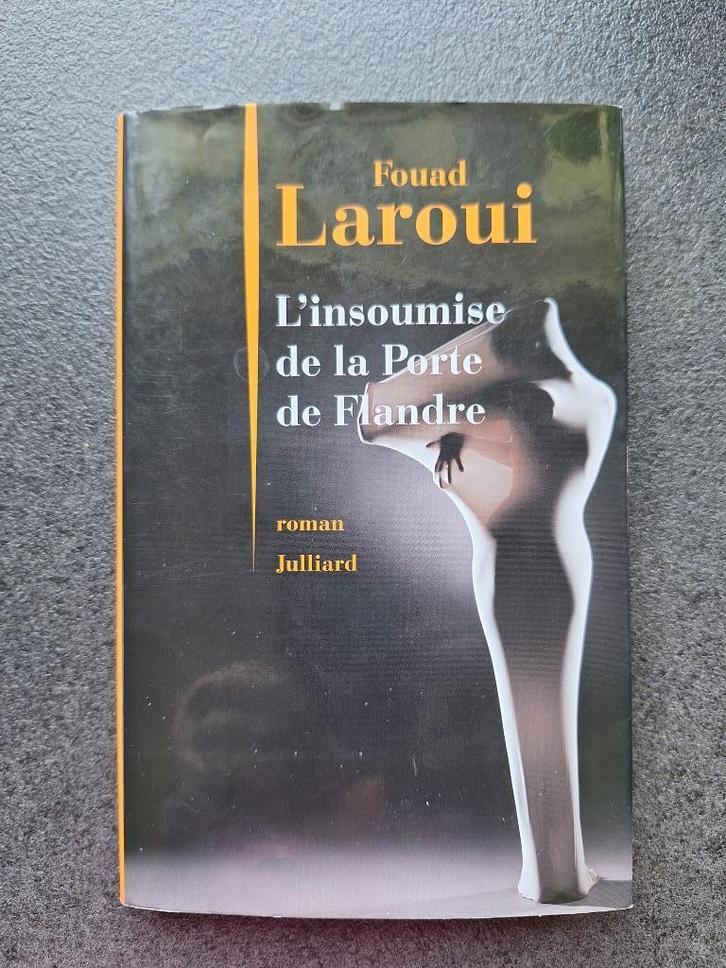 Fouad
Laroui
L'insoumise
de la Porte
de Flandre
roman
Julliard